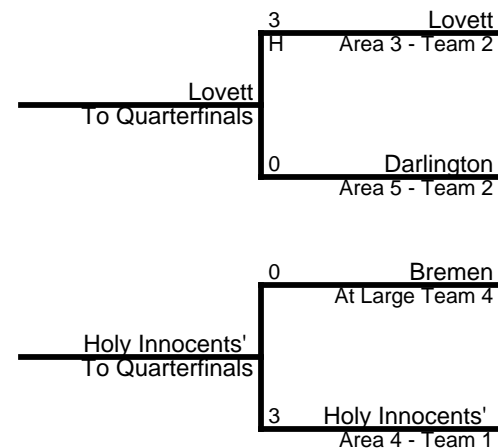 3 Lovett
H Area 3 - Team 2
Lovett
To Quarterfinals
0 Darlington
Area 5 - Team 2
0 Bremen
At Large Team 4
Holy Innocents'
To Quarterfinals
3 Holy Innocents'
Area 4 - Team 1